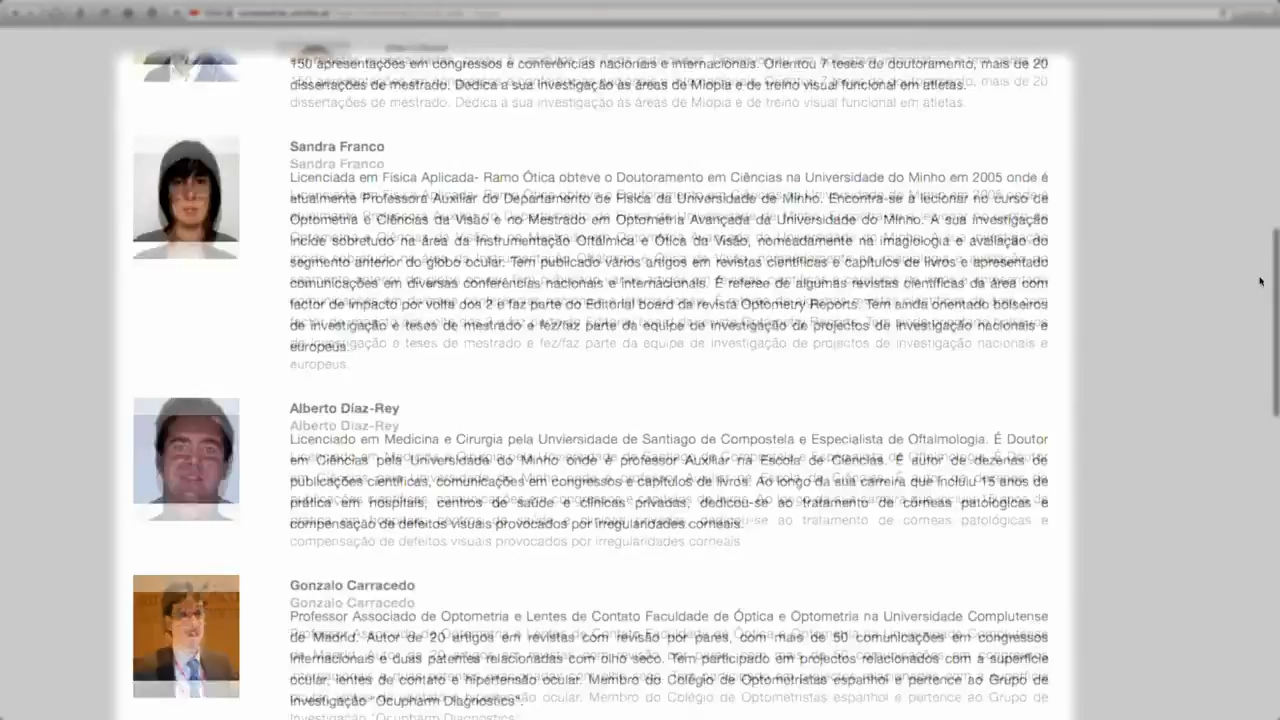 150 apresentações em congressos e conferências nacionais e internacionais. Orientou 7 teses de doutoramento, mais de 20
dissertações de mestrado. Dedica a sua investigação às áreas de Miopia e de treino visual funcional em atletas.
Sandra Franco
Licenciada em Física Aplicada- Ramo Ótica obteve o Doutoramento em Ciências na Universidade do Minho em 2005 onde é
atualmente Professora Auxiliar do Departamento de Física da Universidade de Minho. Encontra-se a lecionar no curso de
Optometria e Ciências da Visão e no Mestrado em Optometria Avançada da Universidade do Minho. A sua investigação
incide sobretudo na área da Instrumentação Oftálmica e Ótica da Visão, nomeadamente na imagiologia e avaliação do
segmento anterior do globo ocular. Tem publicado vários artigos em revistas científicas e capítulos de livros e apresentado
comunicações em diversas conferências nacionais e internacionais. É referee de algumas revistas científicas da área com
factor de impacto por volta dos 2 e faz parte do Editorial board da revista Optometry Reports. Tem ainda orientado bolseiros
de investigação e teses de mestrado e fez/faz parte da equipe de investigação de projectos de investigação nacionais e
europeus.
Alberto Díaz-Rey
Licenciado em Medicina e Cirurgia pela Unviersidade de Santiago de Compostela e Especialista de Oftalmologia. É Doutor
em Ciências pela Universidade do Minho onde é professor Auxiliar na Escola de Ciências. É autor de dezenas de
publicações científicas, comunicações em congressos e capítulos de livros. Ao longo da sua carreira que incluiu 15 anos de
prática em hospitais, centros de saúde e clínicas privadas, dedicou-se ao tratamento de córneas patológicas e
compensação de defeitos visuais provocados por irregularidades corneais.
Gonzalo Carracedo
Professor Associado de Optometria e Lentes de Contato Faculdade de Óptica e Optometria na Universidade Complutense
de Madrid. Autor de 20 artigos em revistas com revisão por pares, com mais de 50 comunicações em congressos
internacionais e duas patentes relacionadas com olho seco. Tem participado em projectos relacionados com a superfície
ocular, lentes de contato e hipertensão ocular. Membro do Colégio de Optometristas espanhol e pertence ao Grupo de
Investigação "Ocupharm Diagnostics".